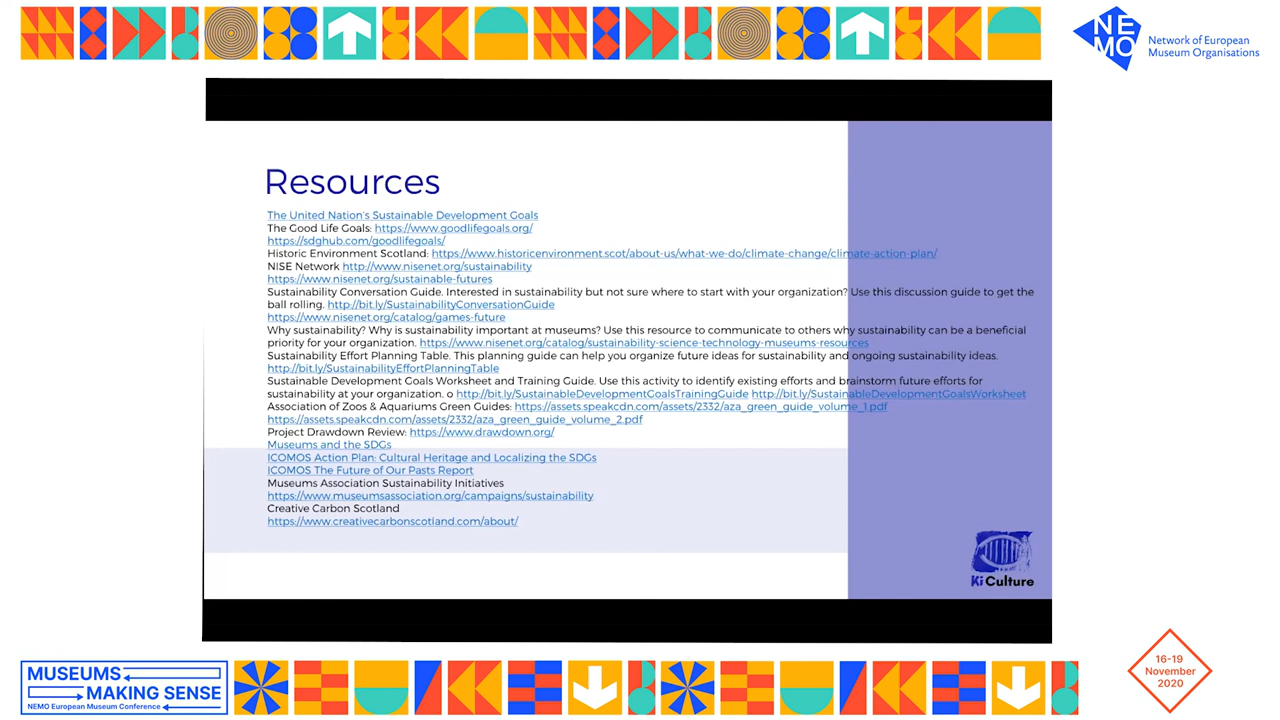 NE
MO
Network of European
Museum Organisations
Resources
The United Nation's Sustainable Development Goals
The Good Life Goals: https://www.goodlifegoals.org/
https://sdghub.com/goodlifegoals/
Historic Environment Scotland: https://www.historicenvironment.scot/about-us/what-we-do/climate-change/climate-action-plan/
NISE Network http://www.nisenet.org/sustainability
https://www.nisenet.org/sustainable-futures
Sustainability Conversation Guide. Interested in sustainability but not sure where to start with your organization? Use this discussion guide to get the
ball rolling. http://bit.ly/SustainabilityConversationGuide
https://www.nisenet.org/catalog/games-future
Why sustainability? Why is sustainability important at museums? Use this resource to communicate to others why sustainability can be a beneficial
priority for your organization. https://www.nisenet.org/catalog/sustainability-science-technology-museums-resources
Sustainability Effort Planning Table. This planning guide can help you organize future ideas for sustainability and ongoing sustainability ideas.
http://bit.ly/SustainabilityEffortPlanningTable
Sustainable Development Goals Worksheet and Training Guide. Use this activity to identify existing efforts and brainstorm future efforts for
sustainability at your organization. o http://bit.ly/SustainableDevelopmentGoalsTrainingGuide http://bit.ly/SustainableDevelopmentGoalsWorksheet
Association of Zoos & Aquariums Green Guides: https://assets.speakcdn.com/assets/2332/aza_green_guide_volume_1.pdf
https://assets.speakcdn.com/assets/2332/aza_green_guide_volume_2.pdf
Project Drawdown Review: https://www.drawdown.org/
Museums and the SDGs
ICOMOS Action Plan: Cultural Heritage and Localizing the SDGs
ICOMOS The Future of Our Pasts Report
Museums Association Sustainability Initiatives
https://www.museumsassociation.org/campaigns/sustainability
Creative Carbon Scotland
https://www.creativecarbonscotland.com/about/
Ki Culture
MUSEUMS
MAKING SENSE
NEMO European Museum Conference
16-19
November
2020